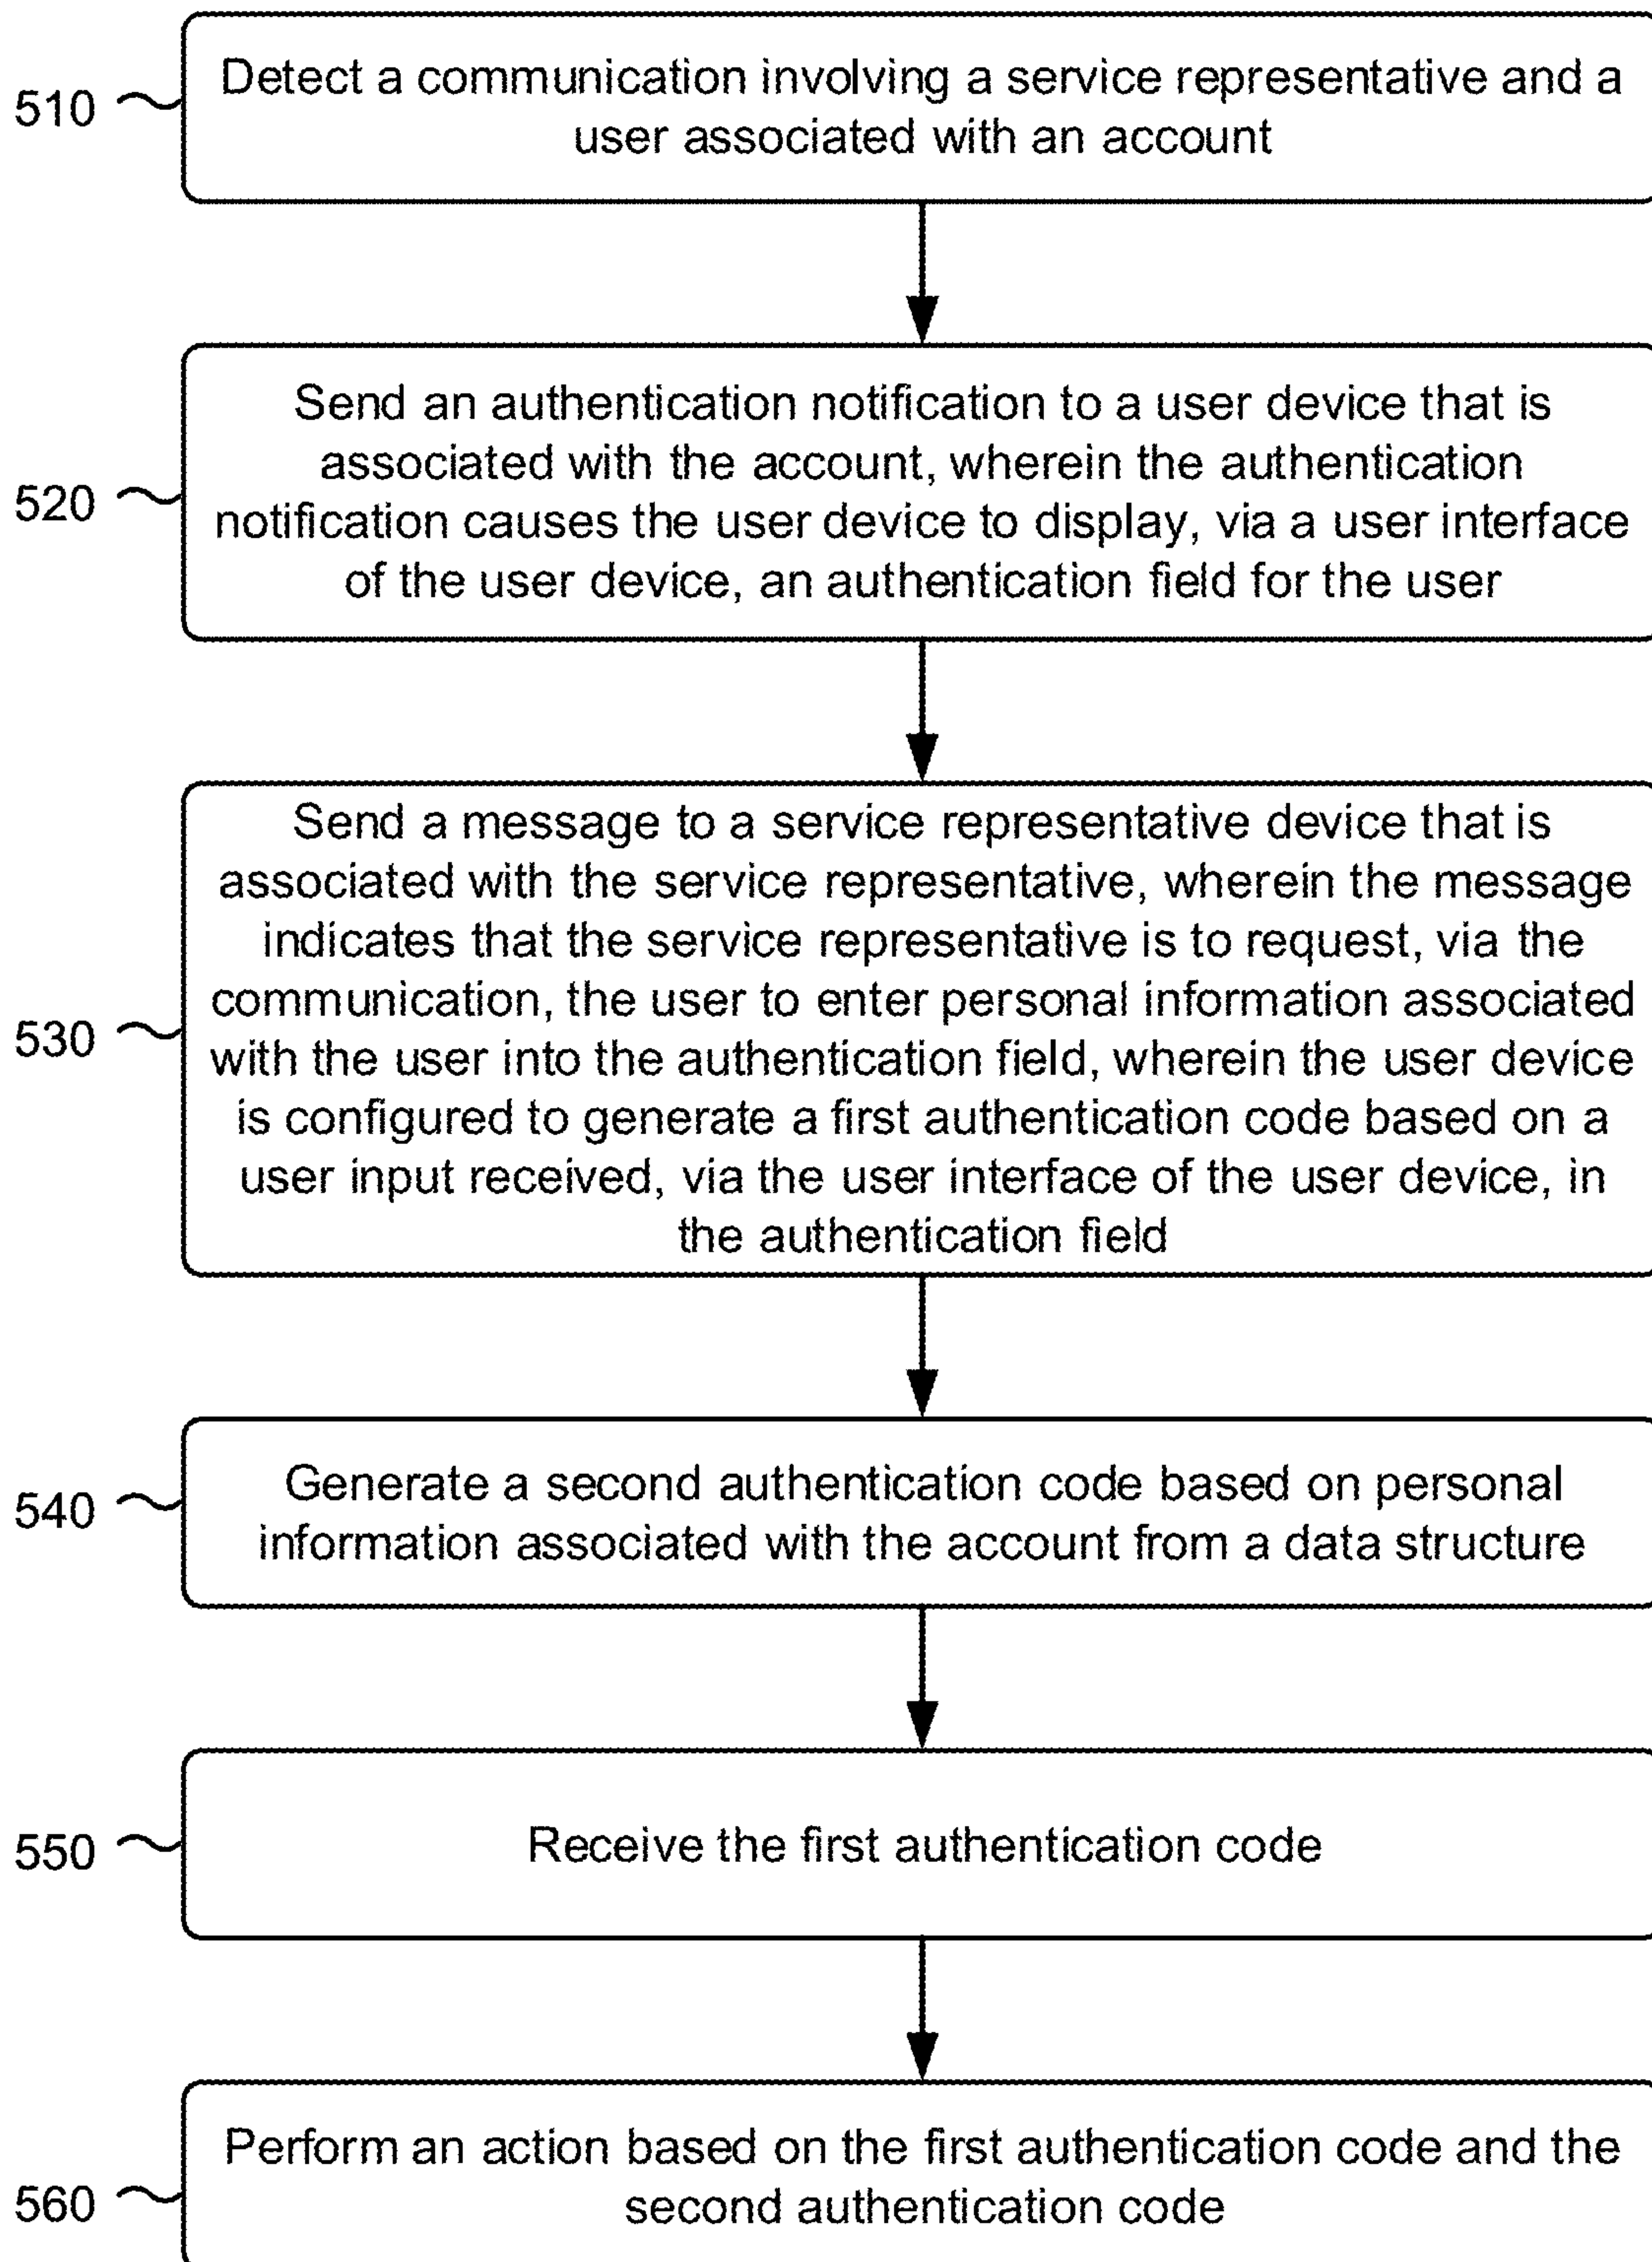 510
Detect a communication involving a service representative and a
user associated with an account
520
Send an authentication notification to a user device that is
associated with the account, wherein the authentication
notification causes the user device to display, via a user interface
of the user device, an authentication field for the user
530
Send a message to a service representative device that is
associated with the service representative, wherein the message
indicates that the service representative is to request, via the
communication, the user to enter personal information associated
with the user into the authentication field, wherein the user device
is configured to generate a first authentication code based on a
user input received, via the user interface of the user device, in
the authentication field
540
Generate a second authentication code based on personal
information associated with the account from a data structure
550
Receive the first authentication code
560
Perform an action based on the first authentication code and the
second authentication code